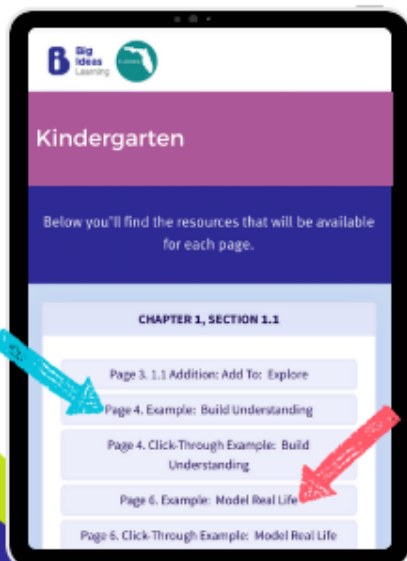 Big
Ideas
Learning
FLORIDA
Kindergarten
Below you"ll find the resources that will be available
for each page.
CHAPTER 1, SECTION 1.1
Page 3. 1.1 Addition: Add To: Explore
Page 4. Example: Build Understanding
Page 4. Click-Through Example: Build
Understanding
Page 6. Example: Model Real Life
Page 6. Click-Through Example: Model Real Life